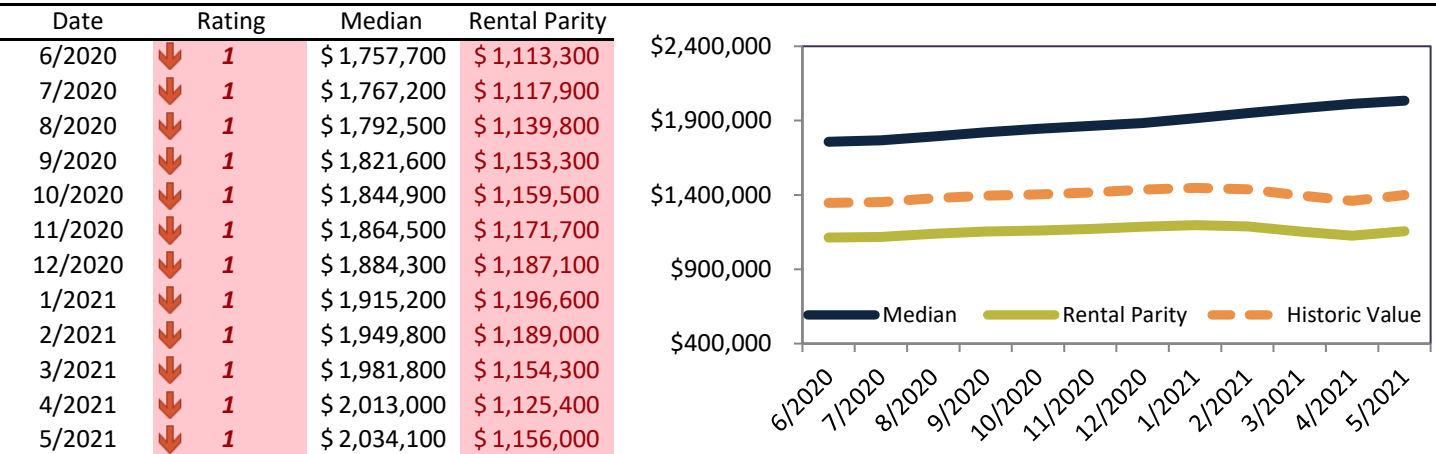 Date Rating Median Rental Parity
6/2020 1 $ 1,757,700 $ 1,113,300
7/2020 1 $ 1,767,200 $ 1,117,900
8/2020 1 $ 1,792,500 $ 1,139,800
9/2020 1 $ 1,821,600 $ 1,153,300
10/2020 1 $ 1,844,900 $ 1,159,500
11/2020 1 $ 1,864,500 $ 1,171,700
12/2020 1 $ 1,884,300 $ 1,187,100
1/2021 1 $ 1,915,200 $ 1,196,600
2/2021 1 $ 1,949,800 $ 1,189,000
3/2021 1 $ 1,981,800 $ 1,154,300
4/2021 1 $ 2,013,000 $ 1,125,400
5/2021 1 $ 2,034,100 $ 1,156,000
$2,400,000
$1,900,000
$1,400,000
$900,000
$400,000
Median Rental Parity Historic Value
6/2020 7/2020 8/2020 9/2020 10/2020 11/2020 12/2020 1/2021 2/2021 3/2021 4/2021 5/2021